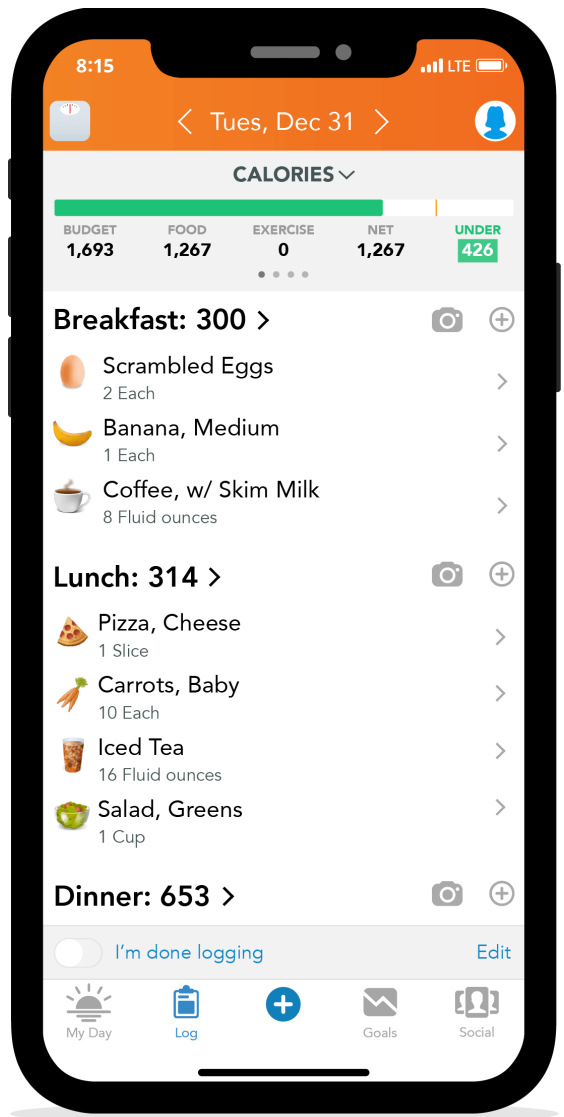 8:15 LTE
Tues, Dec 31
CALORIES
BUDGET FOOD EXERCISE NET UNDER
1,693 1,267 0 1,267 426
Breakfast: 300
Scrambled Eggs
2 Each
Banana, Medium
1 Each
Coffee, w/ Skim Milk
8 Fluid ounces
Lunch: 314
Pizza, Cheese
1 Slice
Carrots, Baby
10 Each
Iced Tea
16 Fluid ounces
Salad, Greens
1 Cup
Dinner: 653
I'm done logging Edit
My Day Log Goals Social